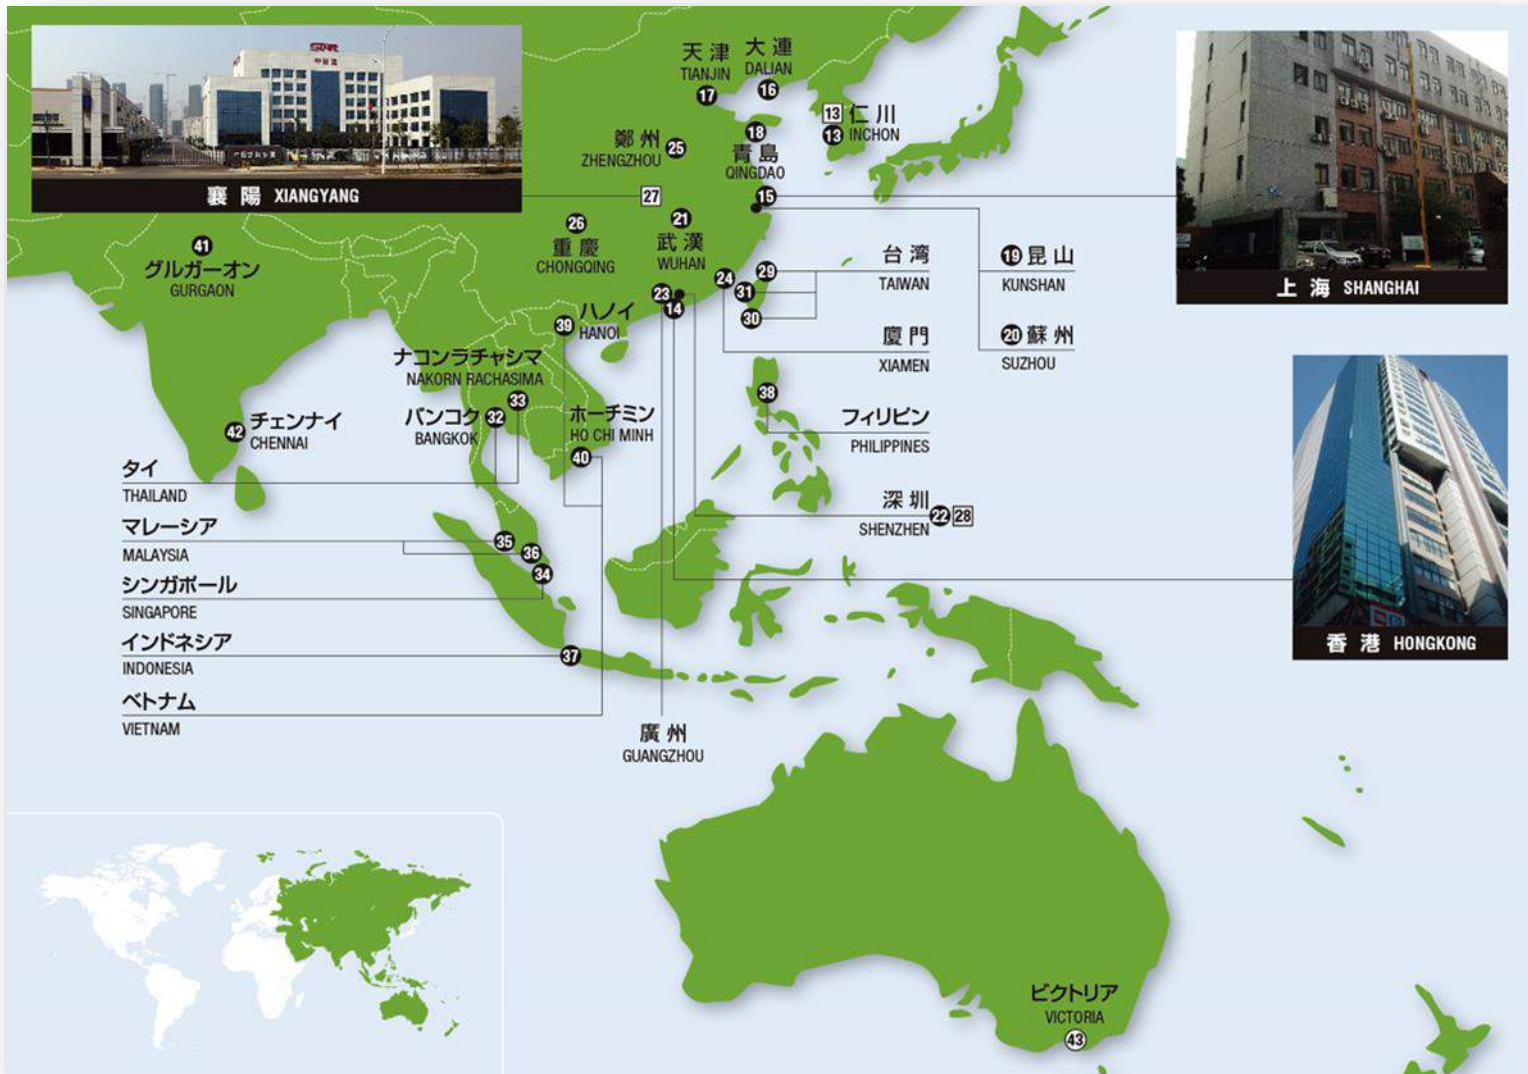 STAR
襄陽 XIANGYANG
天津
TIANJIN
17
大連
DALIAN
16
13 仁川
13 INCHON
鄭州
ZHENGZHOU 25
18
青島
QINGDAO
15
27
26
重慶
CHONGQING
21
武漢
WUHAN
41
グルガーオン
GURGAON
台湾
TAIWAN
29
31
30
24
廈門
XIAMEN
19 昆山
KUNSHAN
20 蘇州
SUZHOU
上海 SHANGHAI
23
14
39 ハノイ
HANOI
ナコンラチャシマ
NAKORN RACHASIMA
33
バンコク 32
BANGKOK
ホーチミン
HO CHI MINH
40
38
フィリピン
PHILIPPINES
42 チェンナイ
CHENNAI
タイ
THAILAND
深圳
SHENZHEN 22 28
マレーシア
MALAYSIA
35
36
シンガポール
SINGAPORE
34
インドネシア
INDONESIA
37
ベトナム
VIETNAM
香港 HONGKONG
廣州
GUANGZHOU
ビクトリア
VICTORIA
43